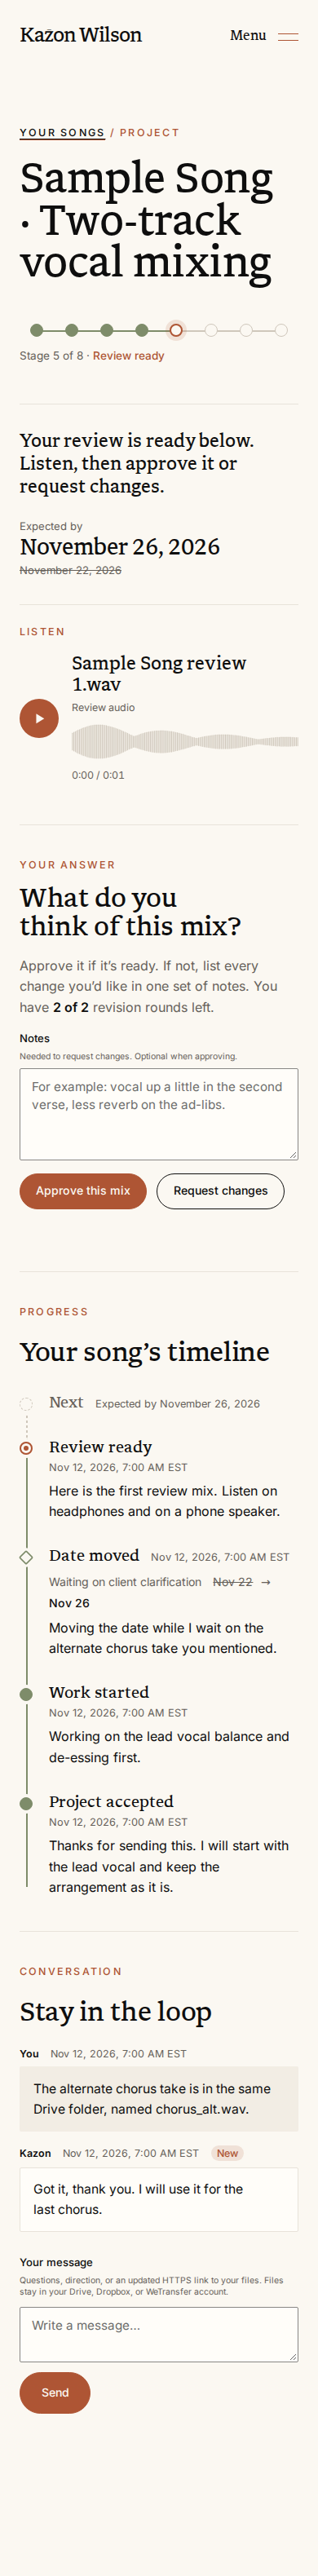 Kazon Wilson
Menu
YOUR SONGS / PROJECT
Sample Song
· Two-track
vocal mixing
Stage 5 of 8 · Review ready
Your review is ready below.
Listen, then approve it or
request changes.
Expected by
November 26, 2026
November 22, 2026
LISTEN
Sample Song review
1.wav
Review audio
0:00 / 0:01
YOUR ANSWER
What do you
think of this mix?
Approve it if it’s ready. If not, list every
change you’d like in one set of notes. You
have 2 of 2 revision rounds left.
Notes
Needed to request changes. Optional when approving.
For example: vocal up a little in the second
verse, less reverb on the ad-libs.
Approve this mix
Request changes
PROGRESS
Your song’s timeline
Next Expected by November 26, 2026
Review ready
Nov 12, 2026, 7:00 AM EST
Here is the first review mix. Listen on
headphones and on a phone speaker.
Date moved Nov 12, 2026, 7:00 AM EST
Waiting on client clarification Nov 22 →
Nov 26
Moving the date while I wait on the
alternate chorus take you mentioned.
Work started
Nov 12, 2026, 7:00 AM EST
Working on the lead vocal balance and
de-essing first.
Project accepted
Nov 12, 2026, 7:00 AM EST
Thanks for sending this. I will start with
the lead vocal and keep the
arrangement as it is.
CONVERSATION
Stay in the loop
You Nov 12, 2026, 7:00 AM EST
The alternate chorus take is in the same
Drive folder, named chorus_alt.wav.
Kazon Nov 12, 2026, 7:00 AM EST New
Got it, thank you. I will use it for the
last chorus.
Your message
Questions, direction, or an updated HTTPS link to your files. Files
stay in your Drive, Dropbox, or WeTransfer account.
Write a message…
Send